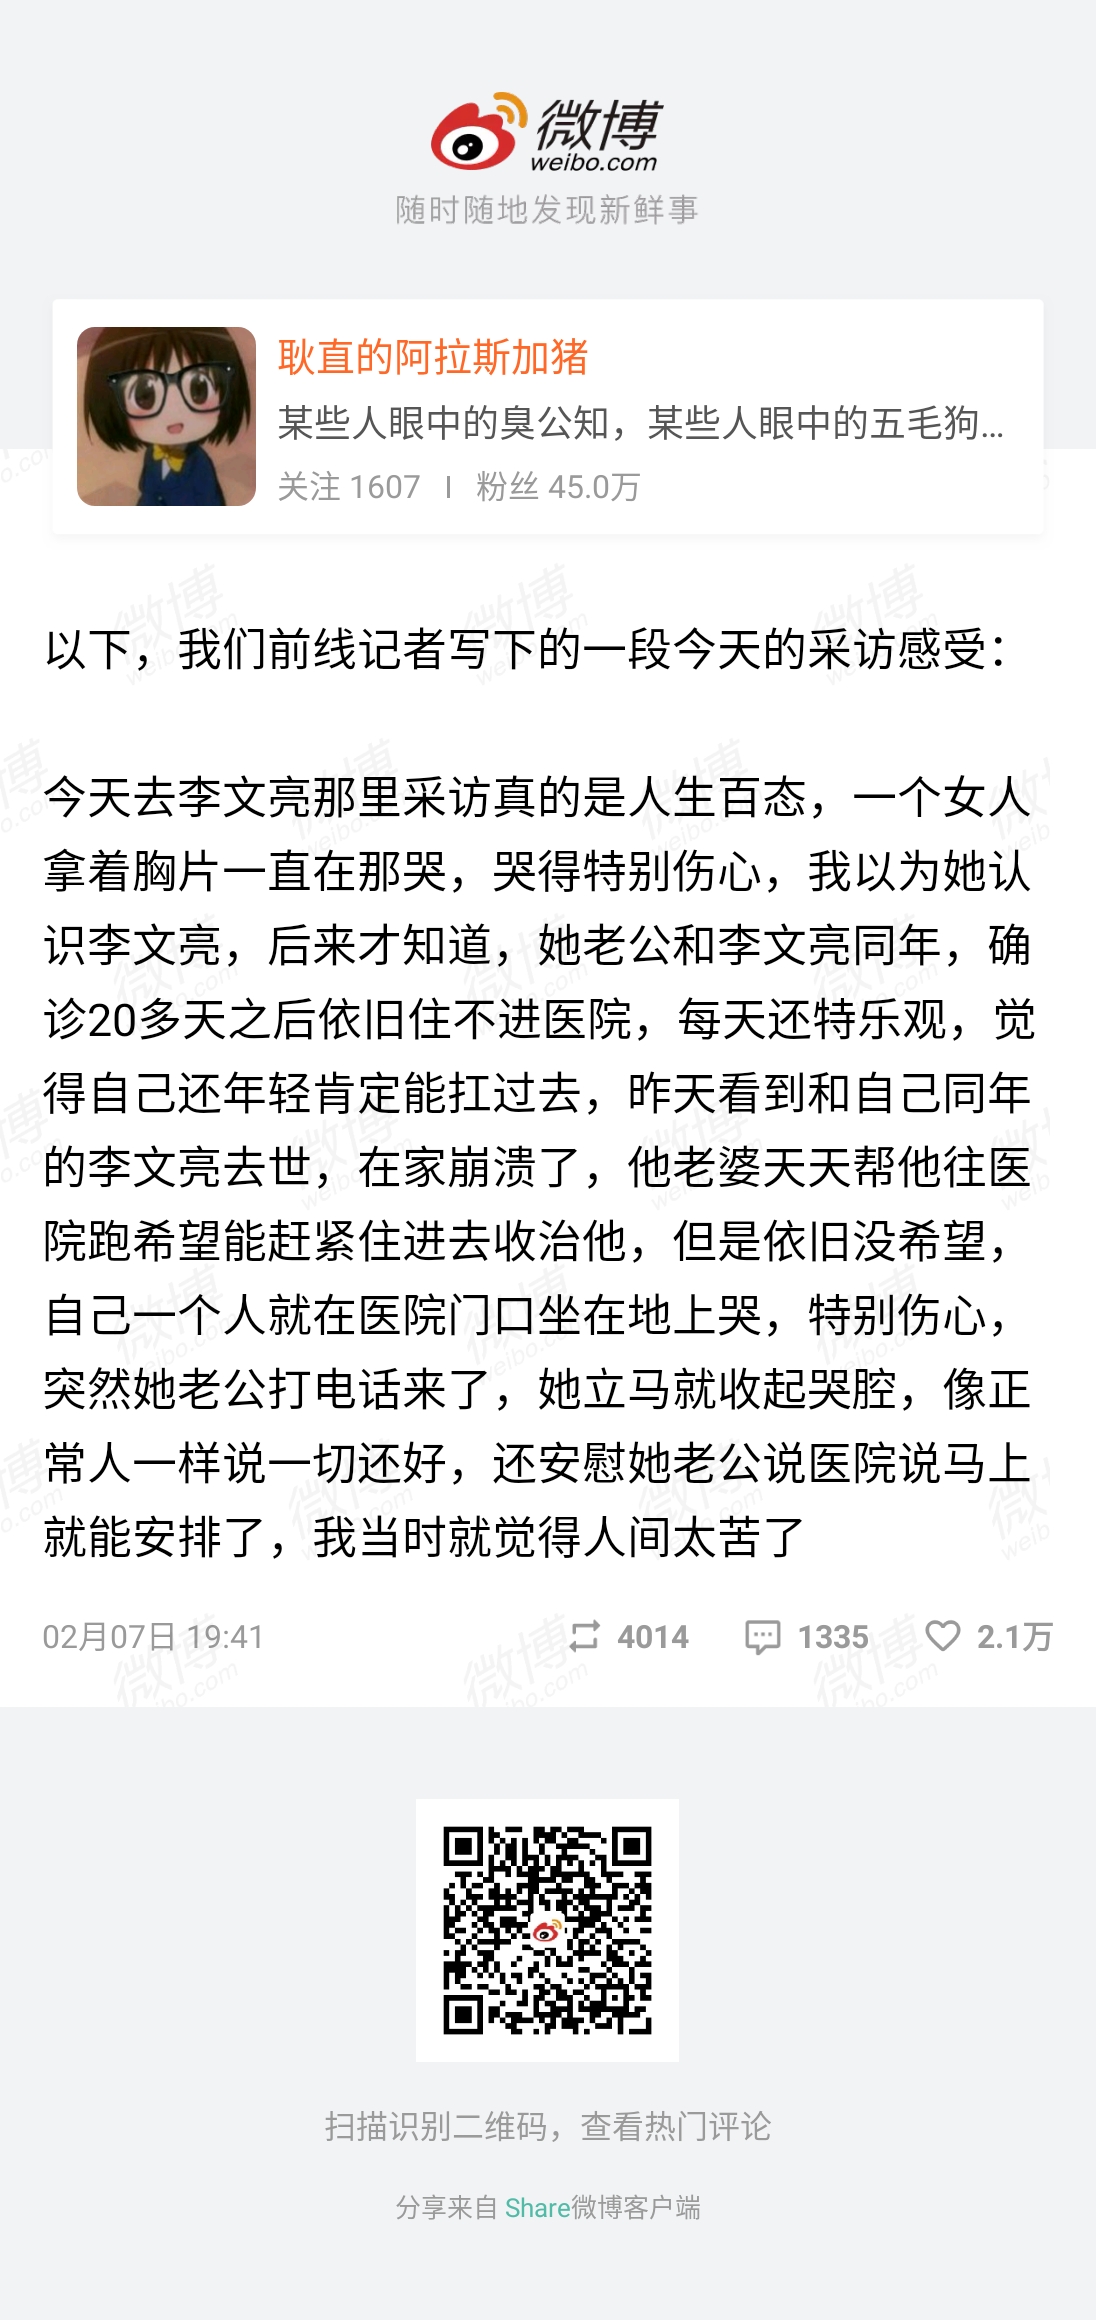 微博
weibo.com
随时随地发现新鲜事
耿直的阿拉斯加猪
某些人眼中的臭公知，某些人眼中的五毛狗...
关注 1607 | 粉丝 45.0万
以下，我们前线记者写下的一段今天的采访感受：
今天去李文亮那里采访真的是人生百态，一个女人
拿着胸片一直在那哭，哭得特别伤心，我以为她认
识李文亮，后来才知道，她老公和李文亮同年，确
诊20多天之后依旧住不进医院，每天还特乐观，觉
得自己还年轻肯定能扛过去，昨天看到和自己同年
的李文亮去世，在家崩溃了，他老婆天天帮他往医
院跑希望能赶紧住进去收治他，但是依旧没希望，
自己一个人就在医院门口坐在地上哭，特别伤心，
突然她老公打电话来了，她立马就收起哭腔，像正
常人一样说一切还好，还安慰她老公说医院说马上
就能安排了，我当时就觉得人间太苦了
02月07日 19:41 4014 1335 2.1万
扫描识别二维码，查看热门评论
分享来自 Share微博客户端